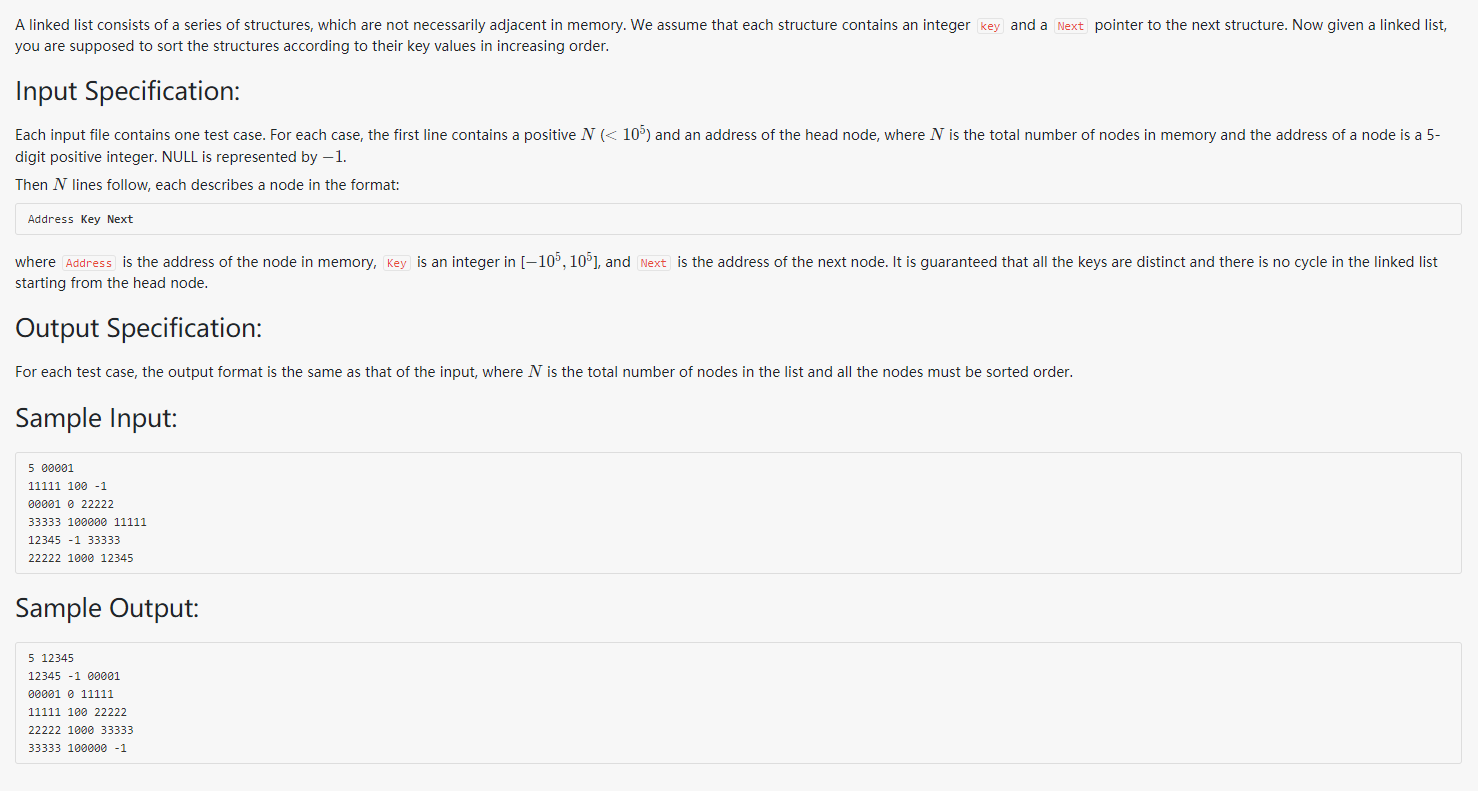 A linked list consists of a series of structures, which are not necessarily adjacent in memory. We assume that each structure contains an integer key and a Next pointer to the next structure. Now given a linked list,
you are supposed to sort the structures according to their key values in increasing order.
Input Specification:
Each input file contains one test case. For each case, the first line contains a positive N (< 10⁵) and an address of the head node, where N is the total number of nodes in memory and the address of a node is a 5-
digit positive integer. NULL is represented by −1.
Then N lines follow, each describes a node in the format:
Address Key Next
where Address is the address of the node in memory, Key is an integer in [−10⁵, 10⁵], and Next is the address of the next node. It is guaranteed that all the keys are distinct and there is no cycle in the linked list
starting from the head node.
Output Specification:
For each test case, the output format is the same as that of the input, where N is the total number of nodes in the list and all the nodes must be sorted order.
Sample Input:
5 00001
11111 100 -1
00001 0 22222
33333 100000 11111
12345 -1 33333
22222 1000 12345
Sample Output:
5 12345
12345 -1 00001
00001 0 11111
11111 100 22222
22222 1000 33333
33333 100000 -1